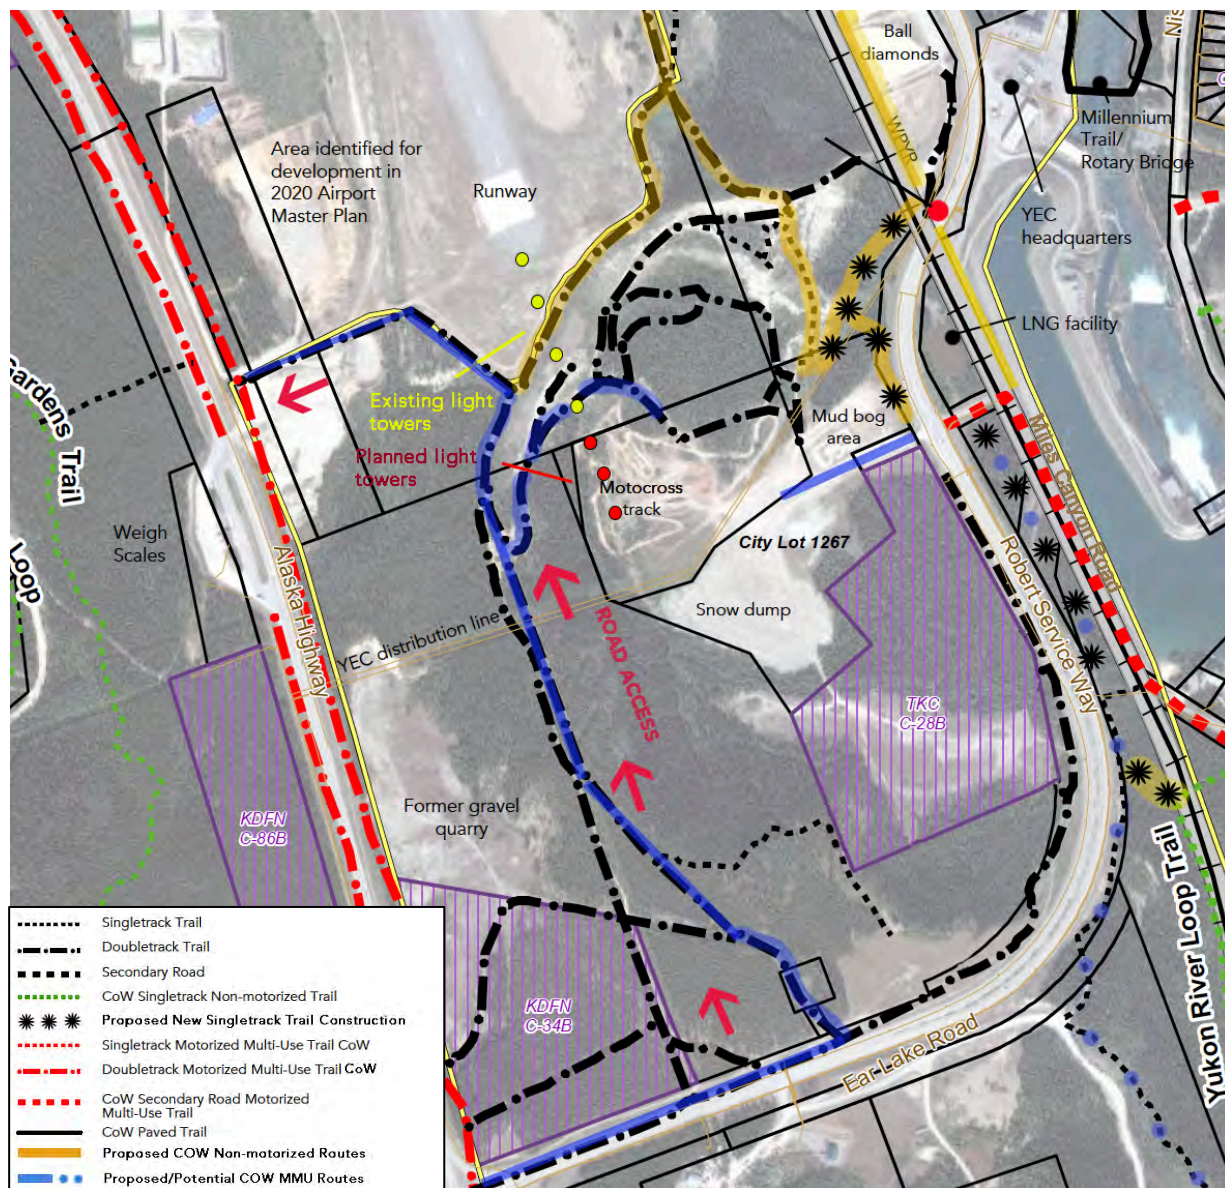 Ball
diamonds
Nis
Area identified for
development in
2020 Airport
Master Plan
Runway
WPYR
Millennium
Trail/
Rotary Bridge
YEC
headquarters
LNG facility
Gardens Trail
Existing light
towers
Planned light
towers
Mud bog
area
Motocross
track
Miles Canyon Road
Weigh
Scales
Loop
Alaska Highway
City Lot 1267
Robert Service Way
Snow dump
YEC distribution line
ROAD ACCESS
TKC
C-28B
Former gravel
quarry
KDFN
C-86B
KDFN
C-34B
Ear Lake Road
Yukon River Loop Trail
Singletrack Trail
Doubletrack Trail
Secondary Road
CoW Singletrack Non-motorized Trail
Proposed New Singletrack Trail Construction
Singletrack Motorized Multi-Use Trail CoW
Doubletrack Motorized Multi-Use Trail CoW
CoW Secondary Road Motorized
Multi-Use Trail
CoW Paved Trail
Proposed COW Non-motorized Routes
Proposed/Potential COW MMU Routes